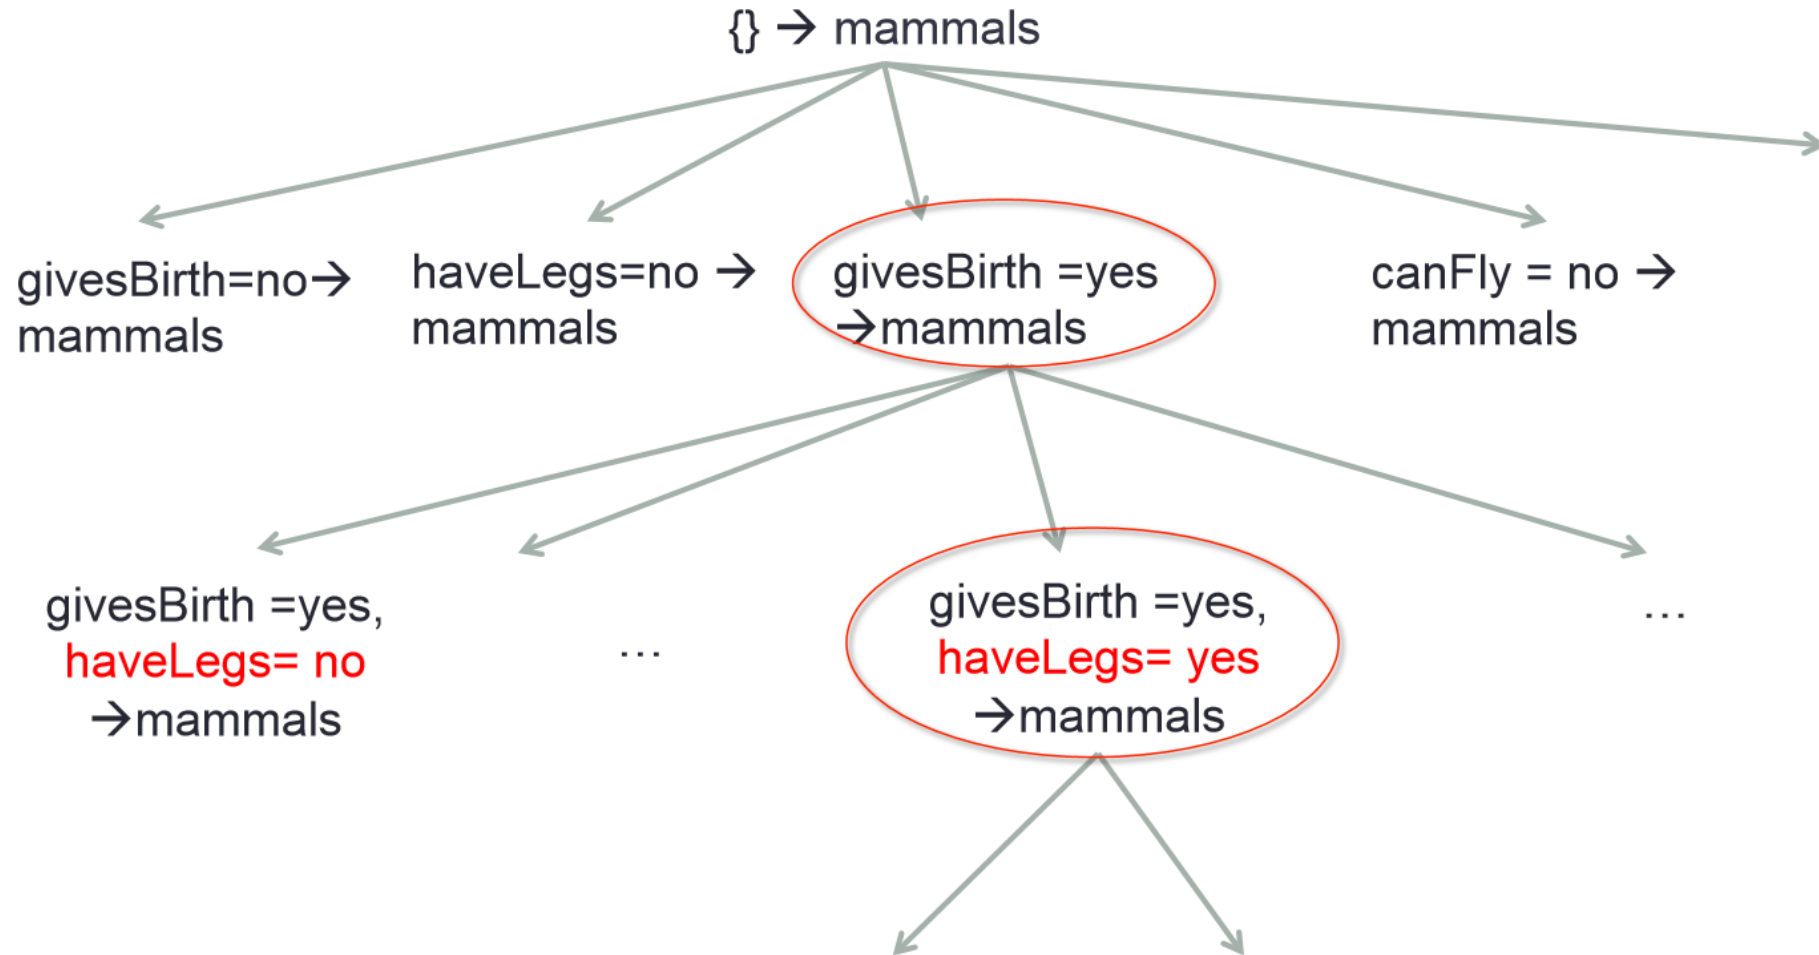 {} → mammals
givesBirth=no→
mammals
haveLegs=no →
mammals
givesBirth =yes
→mammals
canFly = no →
mammals
givesBirth =yes,
haveLegs= no
→mammals
...
givesBirth =yes,
haveLegs= yes
→mammals
...